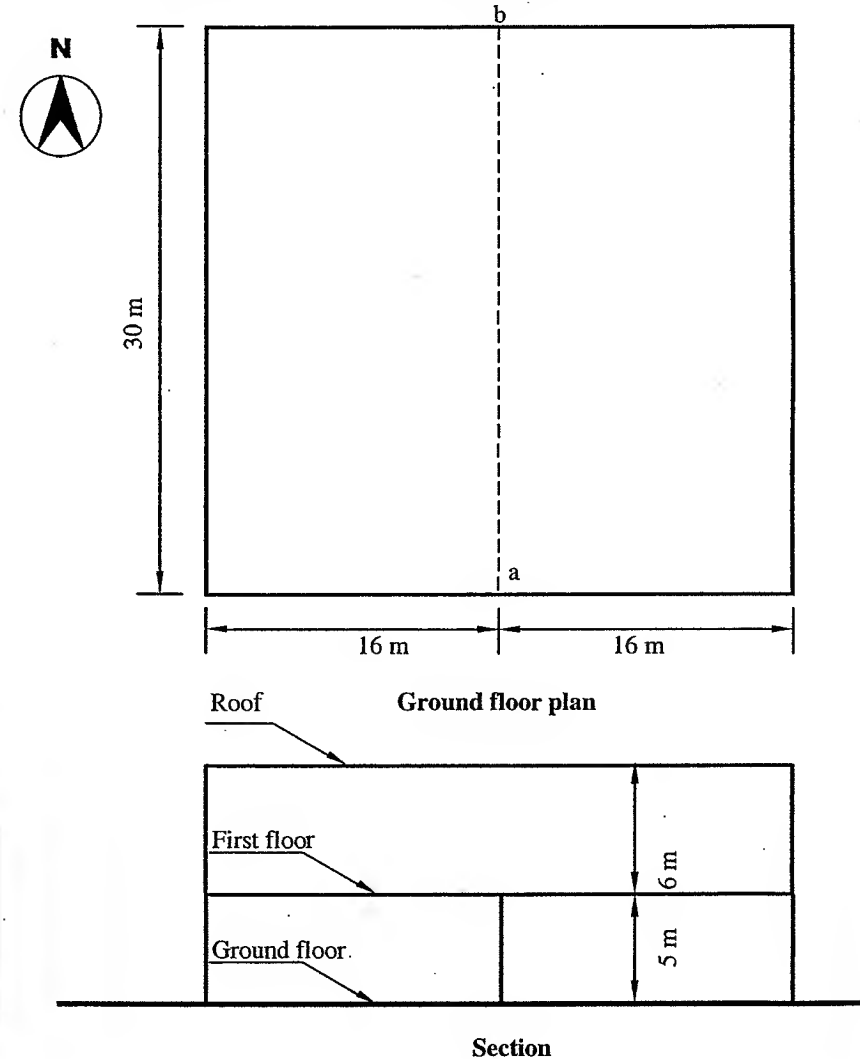 b
N
30 m
a
16 m
16 m
Ground floor plan
Roof
First floor
6 m
Ground floor.
5 m
Section